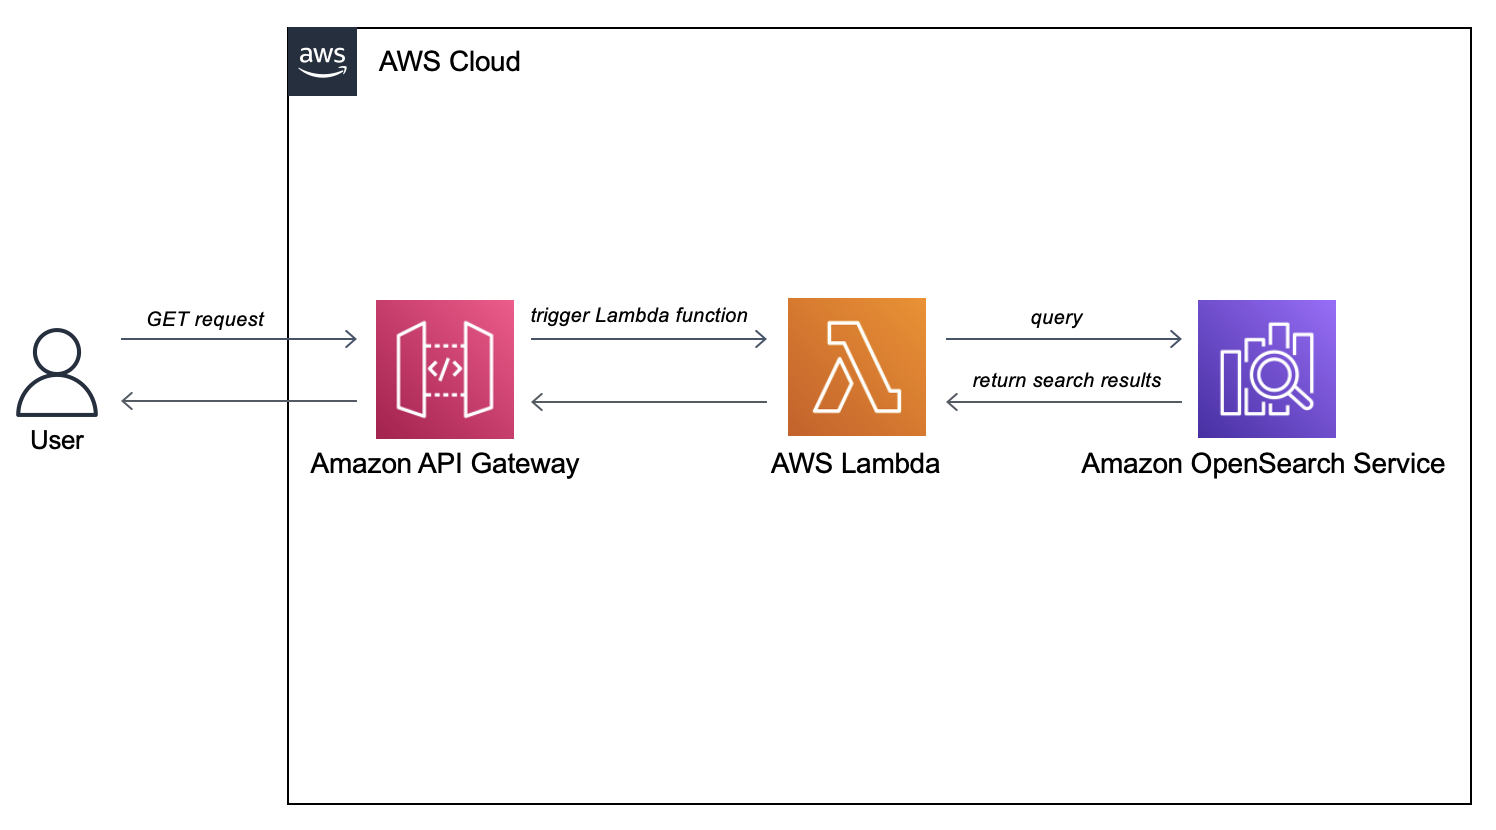 aws
AWS Cloud
GET request
trigger Lambda function
query
return search results
</>
User
Amazon API Gateway
AWS Lambda
Amazon OpenSearch Service